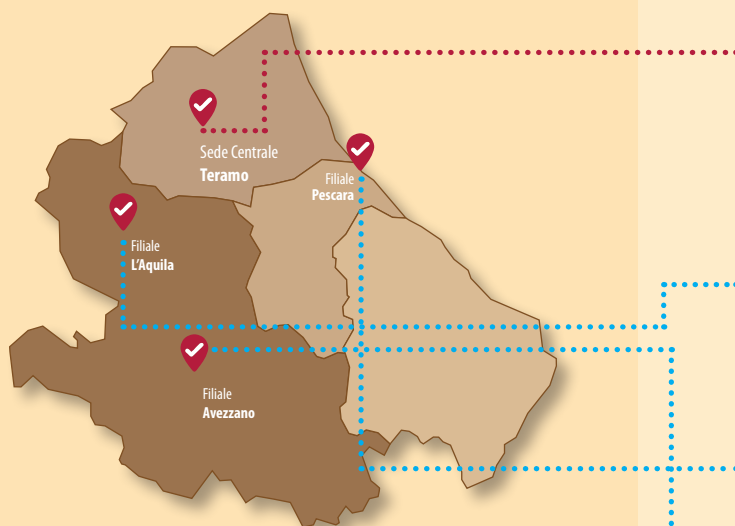 Sede Centrale
Teramo
Filiale
Pescara
Filiale
L'Aquila
Filiale
Avezzano